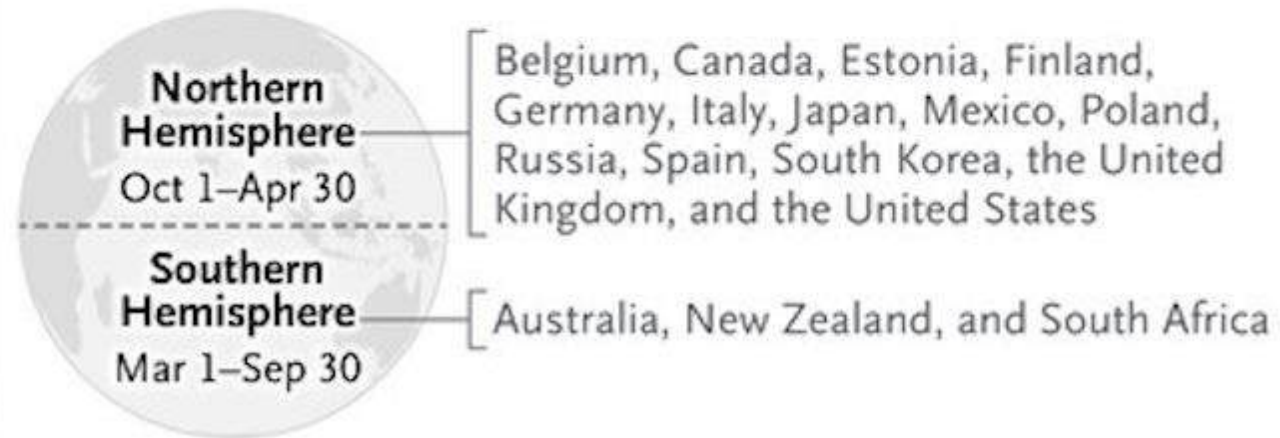 Northern
Hemisphere
Oct 1–Apr 30
Belgium, Canada, Estonia, Finland,
Germany, Italy, Japan, Mexico, Poland,
Russia, Spain, South Korea, the United
Kingdom, and the United States
Southern
Hemisphere
Mar 1–Sep 30
Australia, New Zealand, and South Africa